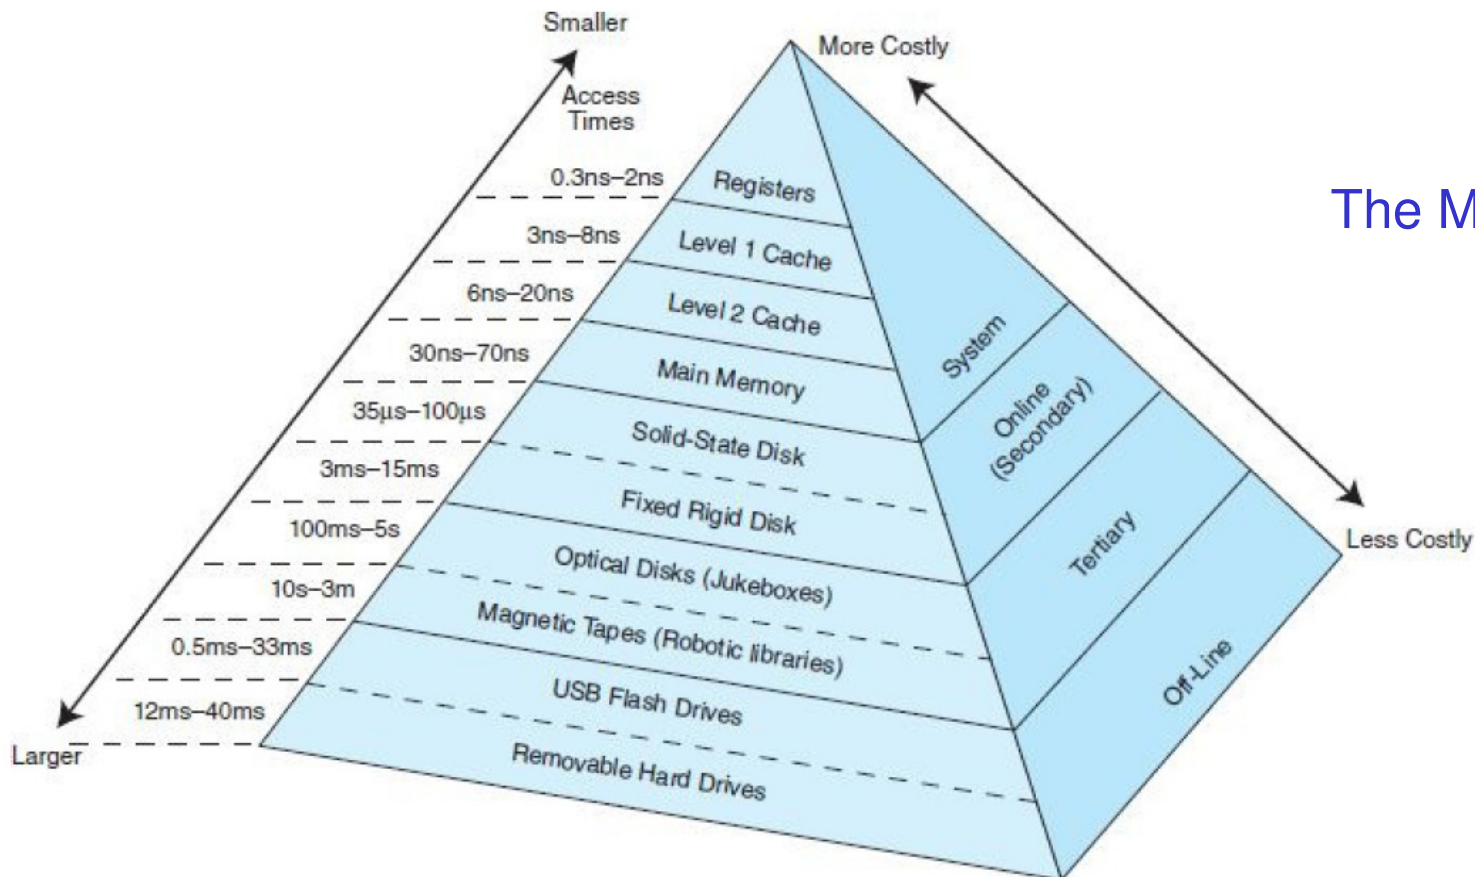 Smaller
More Costly
Access
Times
The M
0.3ns–2ns
Registers
3ns–8ns
Level 1 Cache
6ns–20ns
Level 2 Cache
System
30ns–70ns
Main Memory
Online
(Secondary)
35μs–100μs
Solid-State Disk
3ms–15ms
Fixed Rigid Disk
Less Costly
100ms–5s
Optical Disks (Jukeboxes)
Tertiary
10s–3m
Magnetic Tapes (Robotic libraries)
0.5ms–33ms
USB Flash Drives
Off-Line
12ms–40ms
Larger
Removable Hard Drives